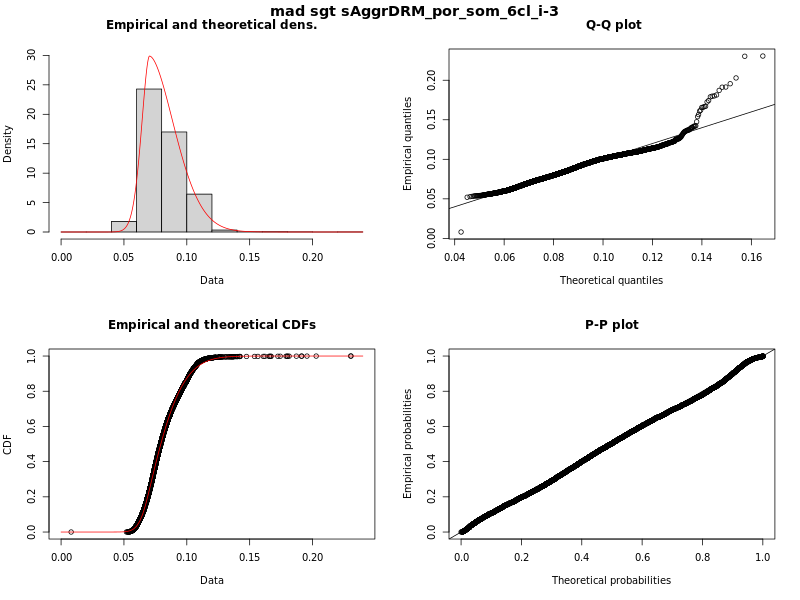 mad sgt sAggrDRM_por_som_6cl_i-3
Empirical and theoretical dens.
Density
0 5 10 15 20 25 30
0.00 0.05 0.10 0.15 0.20
Data
Q-Q plot
Empirical quantiles
0.00 0.05 0.10 0.15 0.20
0.04 0.06 0.08 0.10 0.12 0.14 0.16
Theoretical quantiles
Empirical and theoretical CDFs
CDF
0.0 0.2 0.4 0.6 0.8 1.0
0.00 0.05 0.10 0.15 0.20
Data
P-P plot
Empirical probabilities
0.0 0.2 0.4 0.6 0.8 1.0
0.0 0.2 0.4 0.6 0.8 1.0
Theoretical probabilities